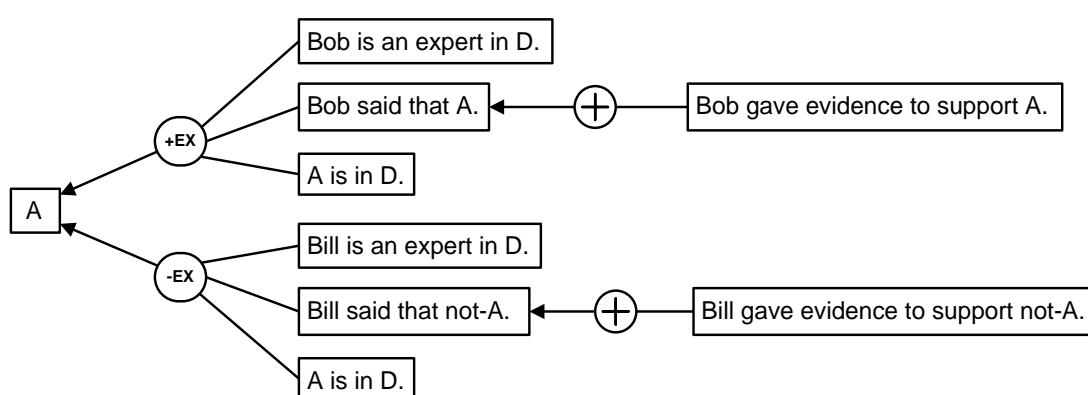 Bob is an expert in D.
Bob said that A.
Bob gave evidence to support A.
+EX
A is in D.
A
Bill is an expert in D.
-EX
Bill said that not-A.
Bill gave evidence to support not-A.
A is in D.